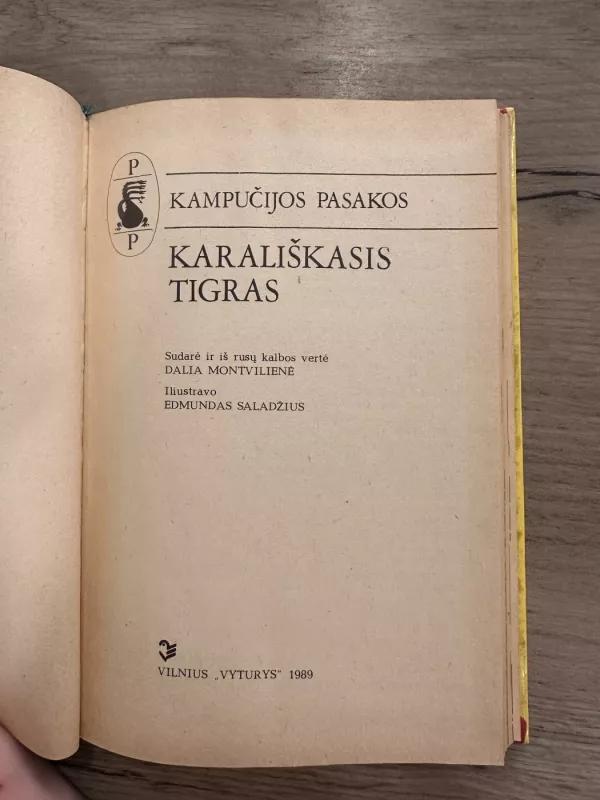 P
P
KAMPUČIJOS PASAKOS
KARALIŠKASIS
TIGRAS
Sudarė ir iš rusų kalbos vertė
DALIA MONTVILIENĖ
Iliustravo
EDMUNDAS SALADŽIUS
VILNIUS „VYTURYS" 1989